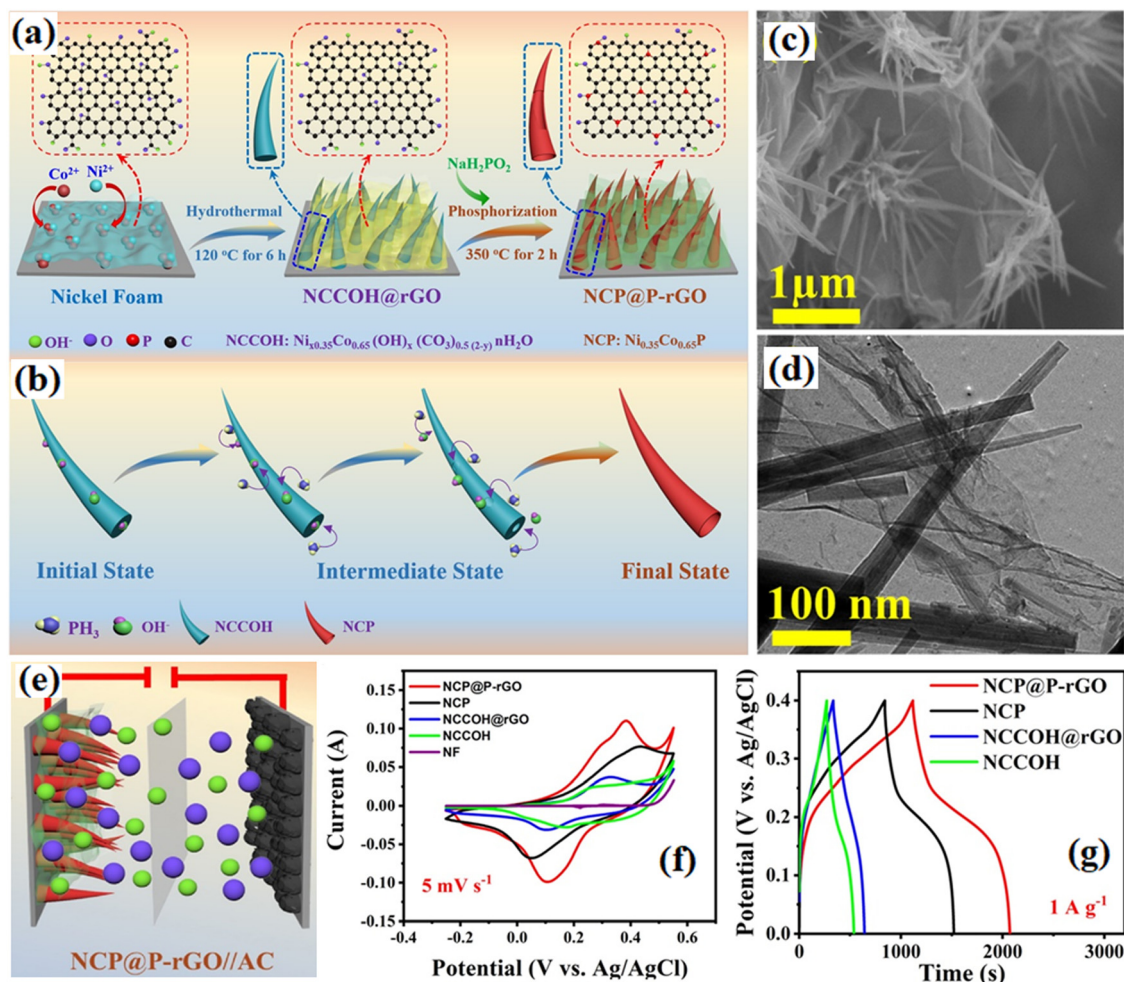 (a)
Co²⁺ Ni²⁺
Nickel Foam
Hydrothermal
120 °C for 6 h
NCCOH@rGO
NaH₂PO₂
Phosphorization
350 °C for 2 h
NCP@P-rGO
OH⁻ O P C
NCCOH: Niₓ₀.₃₅Co₀.₆₅ (OH)ₓ (CO₃)₀.₅ ₍₂₋ᵧ₎ nH₂O
NCP: Ni₀.₃₅Co₀.₆₅P
(b)
Initial State
Intermediate State
Final State
PH₃ OH⁻ NCCOH NCP
(c)
1µm
(d)
100 nm
(e)
NCP@P-rGO//AC
(f)
NCP@P-rGO
NCP
NCCOH@rGO
NCCOH
NF
5 mV s⁻¹
Current (A)
0.15
0.10
0.05
0.00
-0.05
-0.10
-0.15
-0.4 -0.2 0.0 0.2 0.4 0.6
Potential (V vs. Ag/AgCl)
(g)
NCP@P-rGO
NCP
NCCOH@rGO
NCCOH
1 A g⁻¹
Potential (V vs. Ag/AgCl)
0.4
0.3
0.2
0.1
0.0
0 1000 2000 3000
Time (s)